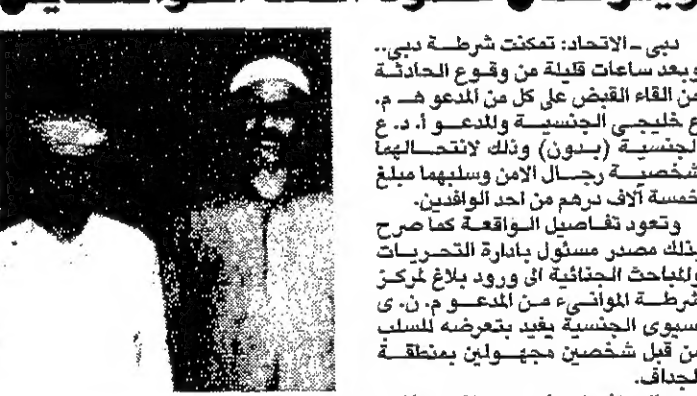 دبي ـ الاتحاد: تمكنت شرطة دبي..
وبعد ساعات قليلة من وقوع الحادثة
من القاء القبض على كل من المدعو هـ. م.
ع خليجي الجنسية والمدعو أ. د. ع
الجنسية (بدون) وذلك لانتحالهما
شخصية رجال الامن وسلبهما مبلغ
خمسة آلاف درهم من احد الوافدين.
وتعود تفاصيل الواقعة كما صرح
بذلك مصدر مسئول بادارة التحريات
والمباحث الجنائية الى ورود بلاغ لمركز
شرطة الموانيء من المدعو م. ن. ى
آسيوى الجنسية يفيد بتعرضه للسلب
من قبل شخصين مجهولين بمنطقة
الجداف.